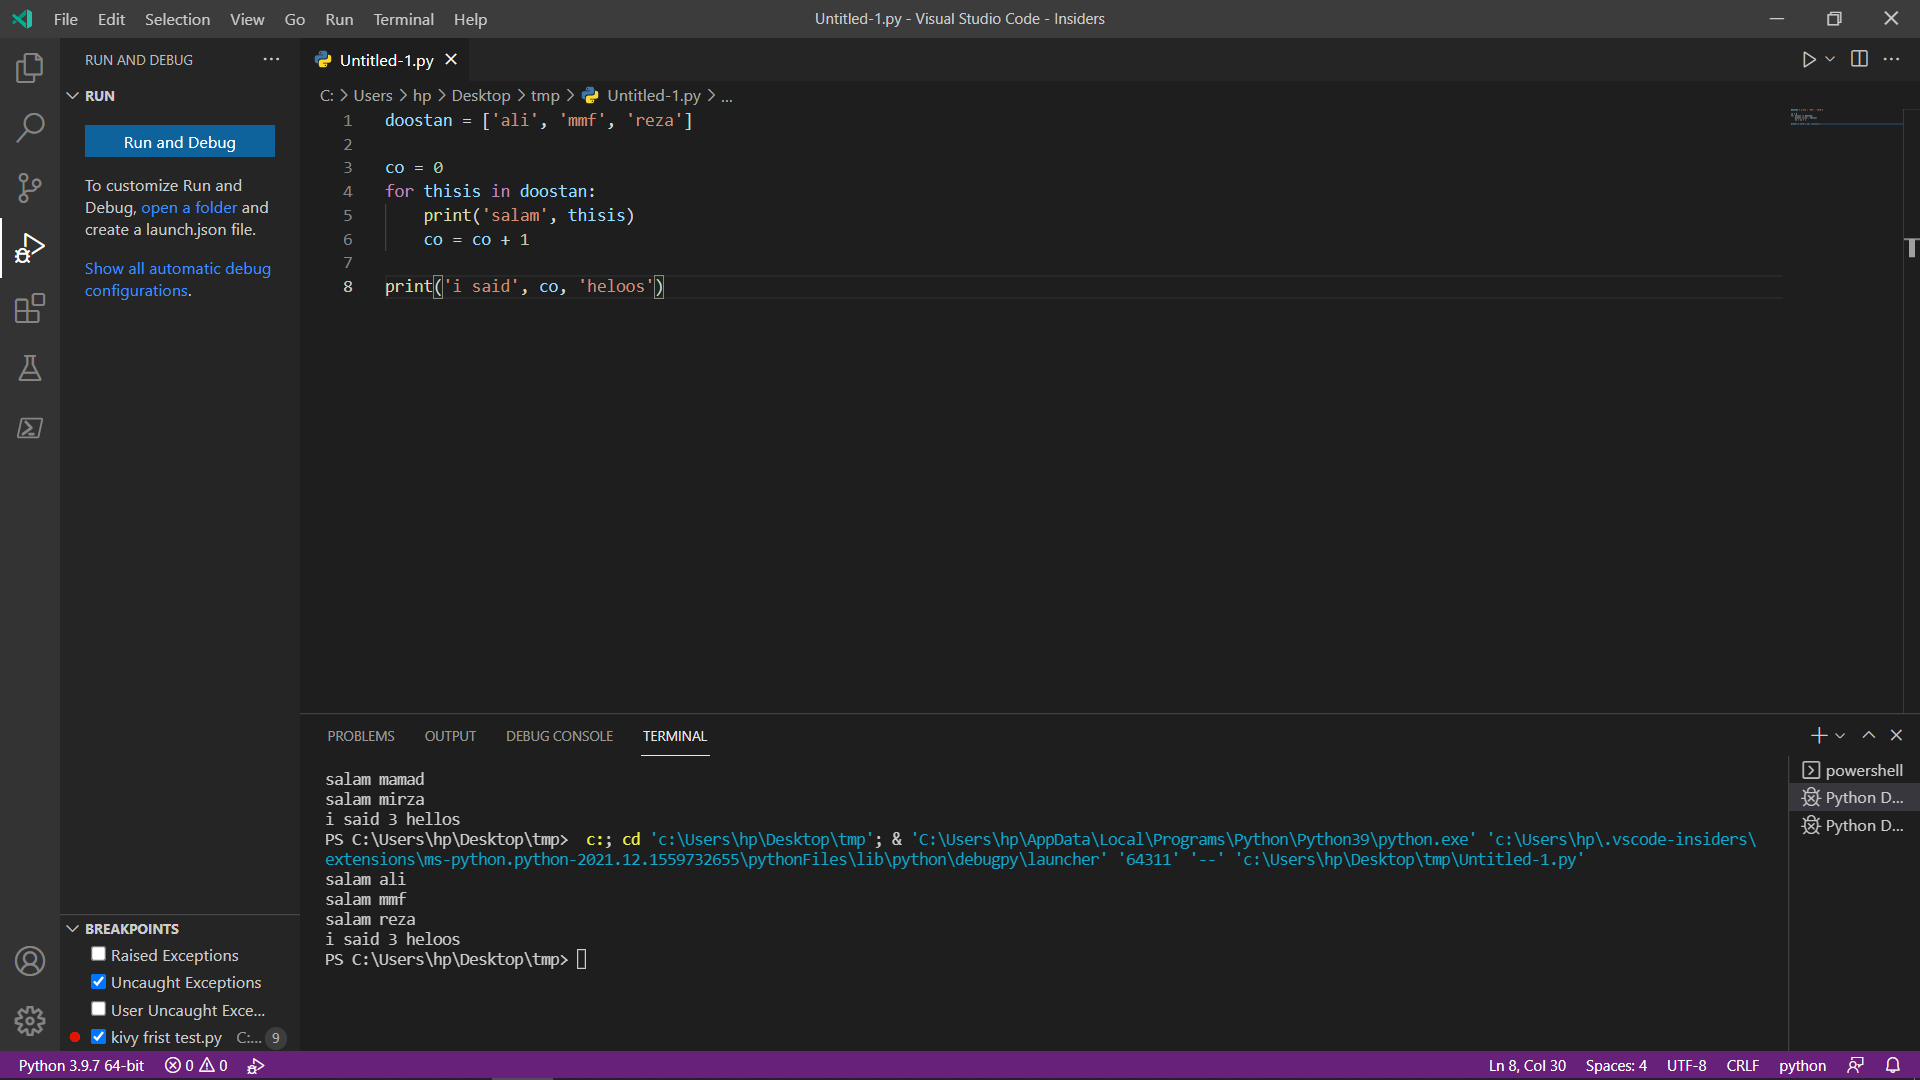 File Edit Selection View Go Run Terminal Help
Untitled-1.py - Visual Studio Code - Insiders
RUN AND DEBUG
RUN
Run and Debug
To customize Run and
Debug, open a folder and
create a launch.json file.
Show all automatic debug
configurations.
BREAKPOINTS
Raised Exceptions
Uncaught Exceptions
User Uncaught Exce...
kivy frist test.py C:... 9
Untitled-1.py
C: > Users > hp > Desktop > tmp > Untitled-1.py > ...
1 doostan = ['ali', 'mmf', 'reza']
2
3 co = 0
4 for thisis in doostan:
5     print('salam', thisis)
6     co = co + 1
7
8 print('i said', co, 'heloos')
PROBLEMS OUTPUT DEBUG CONSOLE TERMINAL
salam mamad
salam mirza
i said 3 hellos
PS C:\Users\hp\Desktop\tmp>  c:; cd 'c:\Users\hp\Desktop\tmp'; & 'C:\Users\hp\AppData\Local\Programs\Python\Python39\python.exe' 'c:\Users\hp\.vscode-insiders\
extensions\ms-python.python-2021.12.1559732655\pythonFiles\lib\python\debugpy\launcher' '64311' '--' 'c:\Users\hp\Desktop\tmp\Untitled-1.py'
salam ali
salam mmf
salam reza
i said 3 heloos
PS C:\Users\hp\Desktop\tmp>
powershell
Python D...
Python D...
Python 3.9.7 64-bit 0 0
Ln 8, Col 30 Spaces: 4 UTF-8 CRLF python